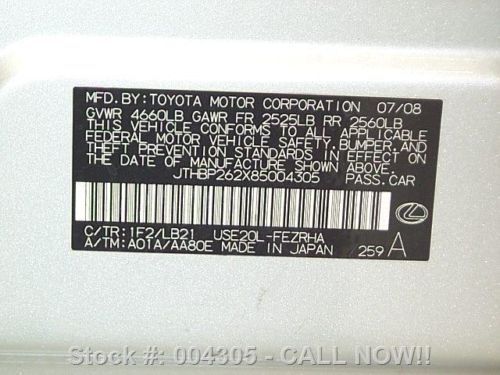 MFD. BY: TOYOTA MOTOR CORPORATION 07/08
GVWR 4660LB GAWR FR 2525LB RR 2560LB
THIS VEHICLE CONFORMS TO ALL APPLICABLE
FEDERAL MOTOR VEHICLE SAFETY, BUMPER, AND
THEFT PREVENTION STANDARDS IN EFFECT ON
THE DATE OF MANUFACTURE SHOWN ABOVE.
JTHBP262X85004305 PASS. CAR
C/TR: 1F2/LB21 USE20L-FEZRHA
A/TM: A01A/AA80E MADE IN JAPAN 259 A
Stock #: 004305 - CALL NOW!!